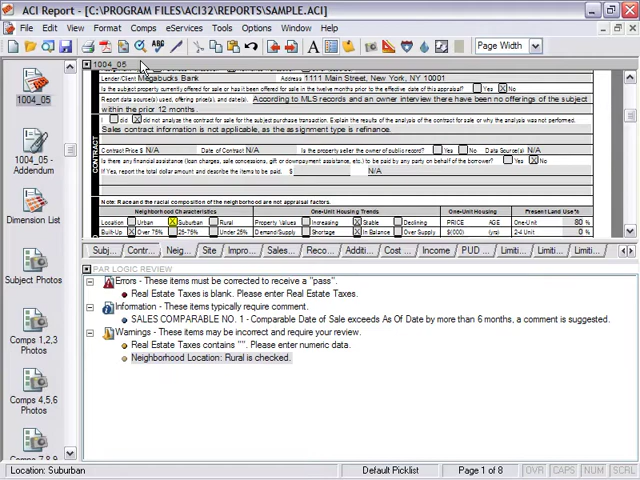 ACI Report - [C:\PROGRAM FILES\ACI32\REPORTS\SAMPLE.ACI]
File Edit View Format Comps eServices Tools Options Window Help
Page Width
1004_05
Lender/Client Megabucks Bank Address 1111 Main Street, New York, NY 10001
Is the subject property currently offered for sale or has it been offered for sale in the twelve months prior to the effective date of this appraisal? Yes X No
Report data source(s) used, offering price(s), and date(s). According to MLS records and an owner interview there have been no offerings of the subject
within the prior 12 months.
I did X did not analyze the contract for sale for the subject purchase transaction. Explain the results of the analysis of the contract for sale or why the analysis was not performed.
Sales contract information is not applicable, as the assignment type is refinance.
CONTRACT
Contract Price $ N/A Date of Contract N/A Is the property seller the owner of public record? Yes No Data Source(s) N/A
Is there any financial assistance (loan charges, sale concessions, gift or downpayment assistance, etc.) to be paid by any party on behalf of the borrower? Yes X No
If Yes, report the total dollar amount and describe the items to be paid. $ N/A
Note: Race and the racial composition of the neighborhood are not appraisal factors.
Neighborhood Characteristics One-Unit Housing Trends One-Unit Housing Present Land Use%
Location Urban X Suburban Rural Property Values Increasing X Stable Declining PRICE AGE One-Unit 80 %
Built-Up X Over 75% 25-75% Under 25% Demand/Supply Shortage X In Balance Over Supply $(000) (yrs) 2-4 Unit 0 %
Subj... Contr... Neig... Site Impro... Sales... Reco... Additi... Cost ... Income PUD ... Limiti... Limiti... Limiti...
PAR LOGIC REVIEW
Errors - These items must be corrected to receive a "pass".
Real Estate Taxes is blank. Please enter Real Estate Taxes.
Information - These items typically require comment.
SALES COMPARABLE NO. 1 - Comparable Date of Sale exceeds As Of Date by more than 6 months, a comment is suggested.
Warnings - These items may be incorrect and require your review.
Real Estate Taxes contains "". Please enter numeric data.
Neighborhood Location: Rural is checked.
1004_05
1004_05 -
Addendum
Dimension List
Subject Photos
Comps 1,2,3
Photos
Comps 4,5,6
Photos
Comps 7,8,9
Location: Suburban Default Picklist Page 1 of 8 OVR CAPS NUM SCRL